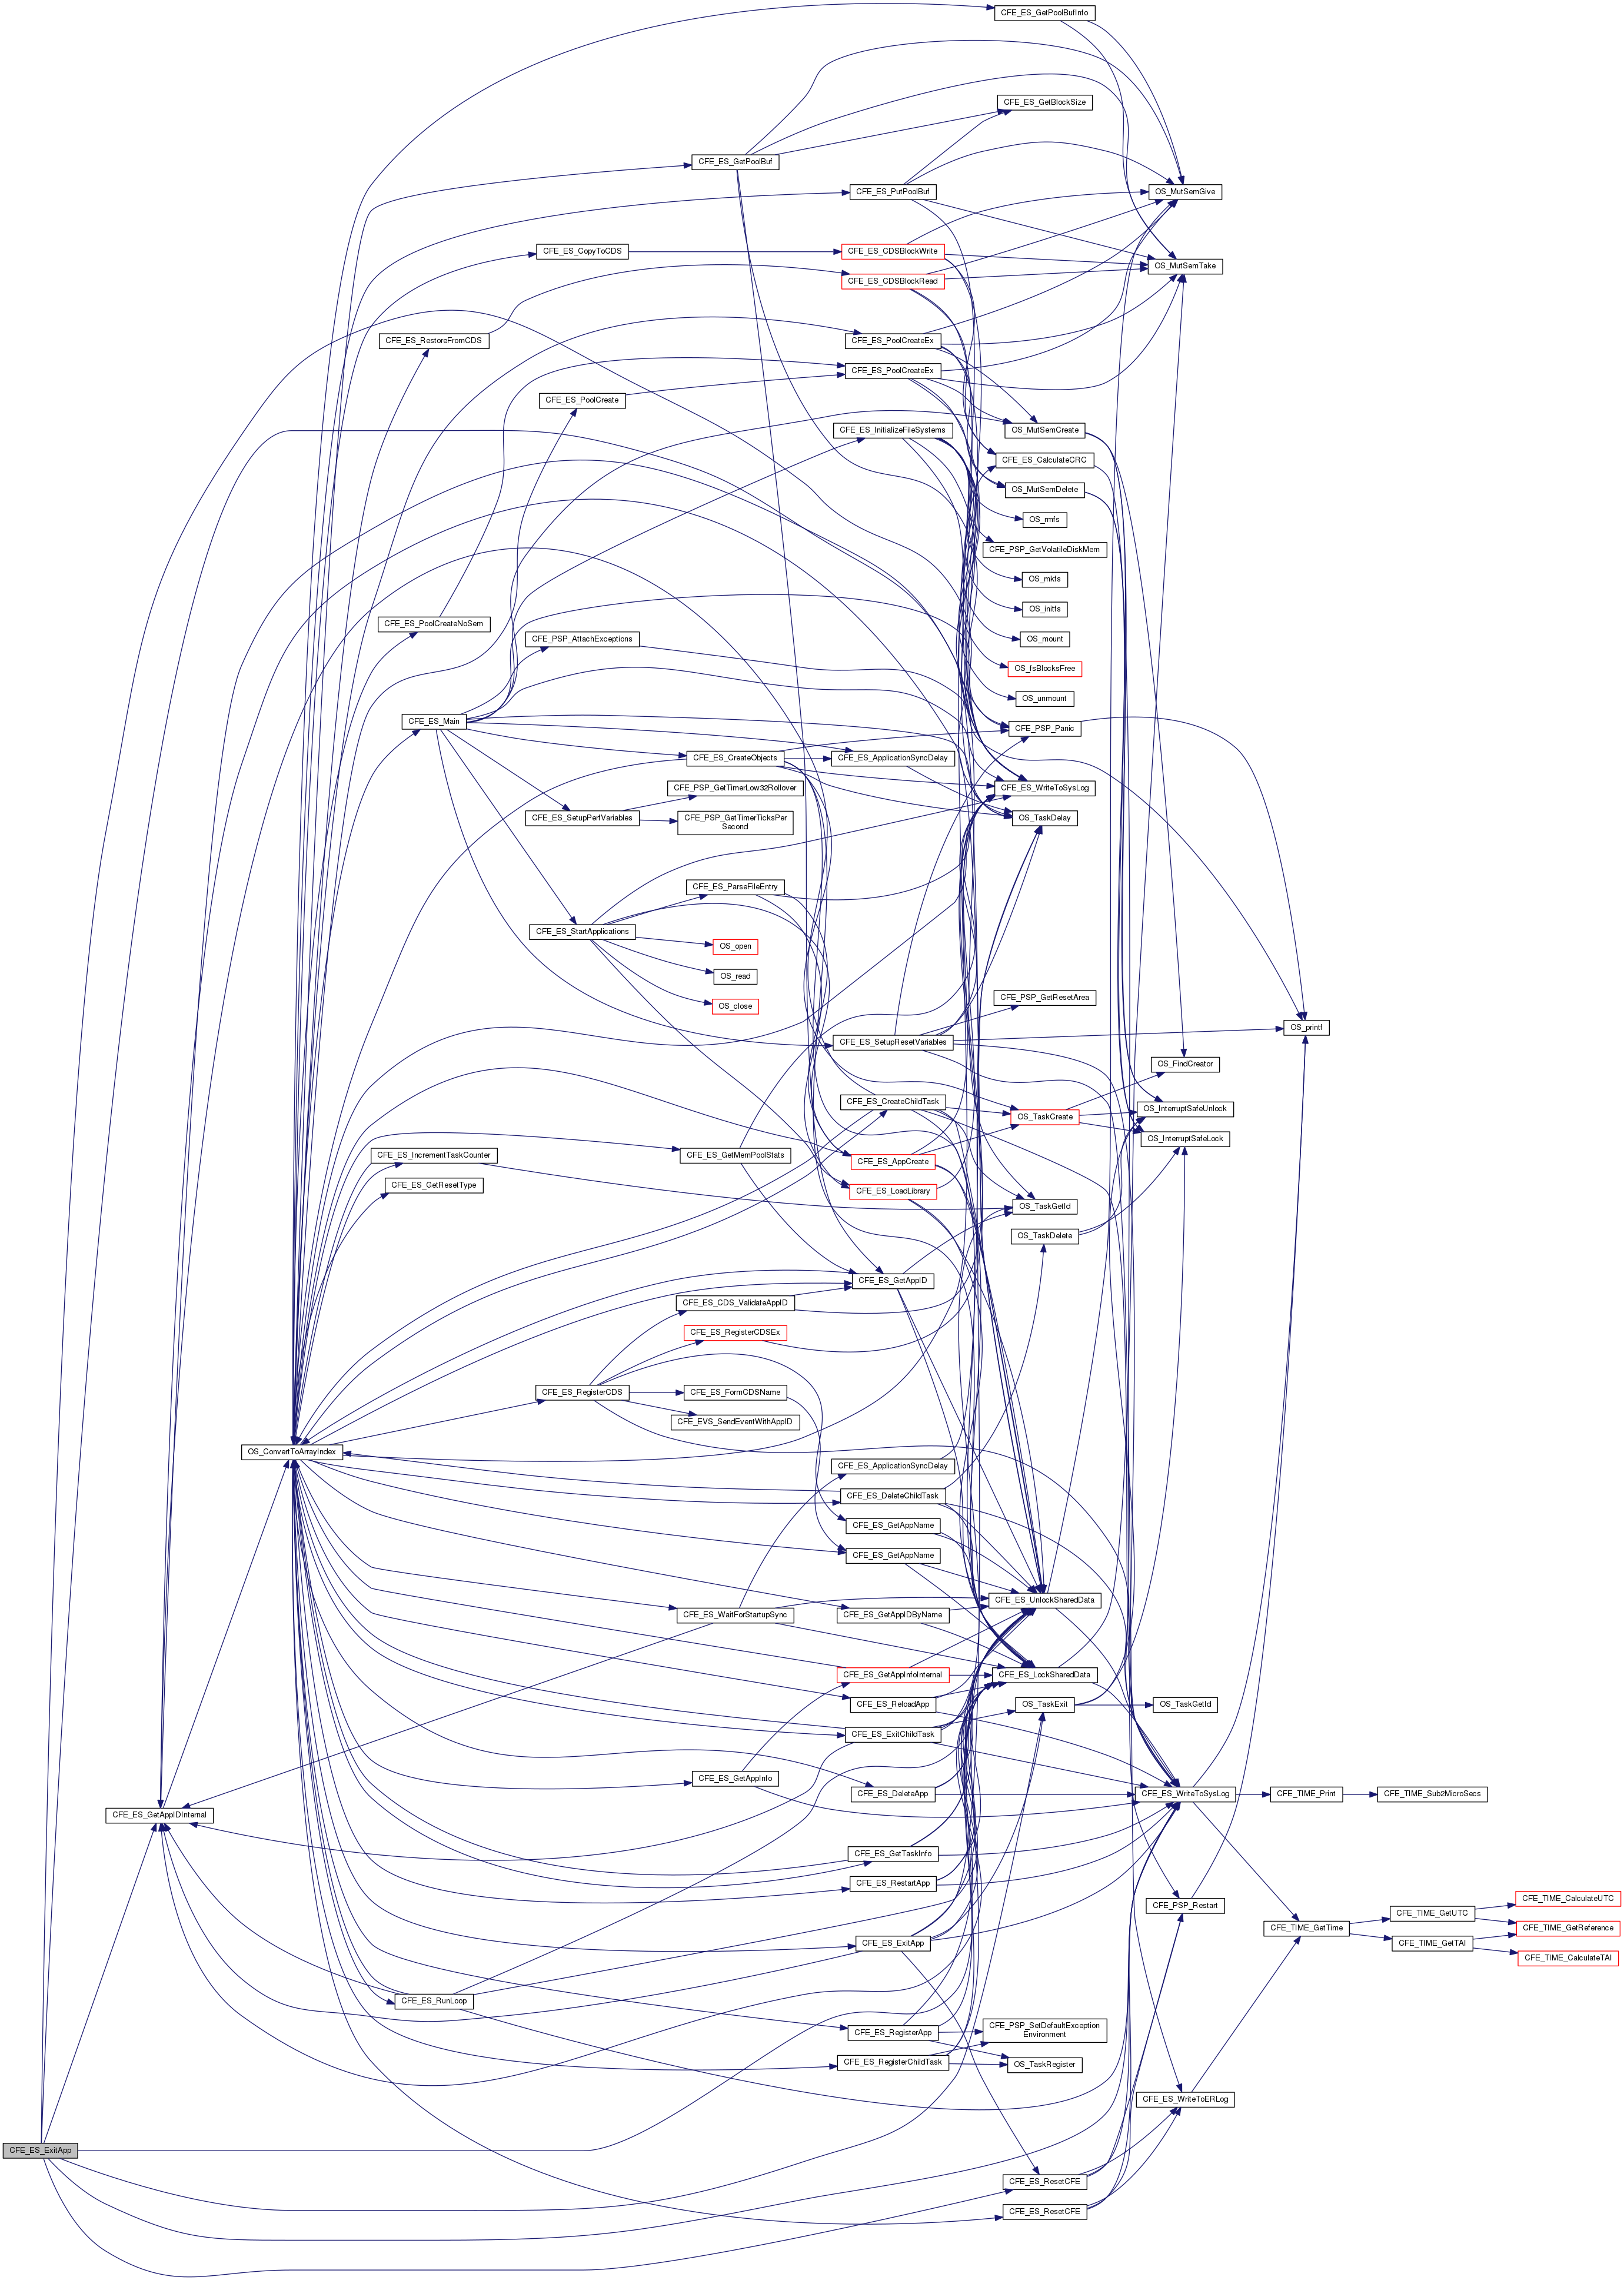 CFE_ES_GetPoolBufInfo
CFE_ES_GetBlockSize
CFE_ES_GetPoolBuf
CFE_ES_PutPoolBuf
OS_MutSemGive
CFE_ES_CopyToCDS
CFE_ES_CDSBlockWrite
OS_MutSemTake
CFE_ES_CDSBlockRead
CFE_ES_RestoreFromCDS
CFE_ES_PoolCreateEx
CFE_ES_PoolCreateEx
CFE_ES_PoolCreate
CFE_ES_InitializeFileSystems
OS_MutSemCreate
CFE_ES_CalculateCRC
OS_MutSemDelete
OS_rmfs
CFE_PSP_GetVolatileDiskMem
OS_mkfs
OS_initfs
CFE_ES_PoolCreateNoSem
CFE_PSP_AttachExceptions
OS_mount
OS_fsBlocksFree
OS_unmount
CFE_ES_Main
CFE_PSP_Panic
CFE_ES_CreateObjects
CFE_ES_ApplicationSyncDelay
CFE_PSP_GetTimerLow32Rollover
CFE_ES_WriteToSysLog
CFE_ES_SetupPerfVariables
CFE_PSP_GetTimerTicksPer
Second
OS_TaskDelay
CFE_ES_ParseFileEntry
CFE_ES_StartApplications
OS_open
OS_read
OS_close
CFE_PSP_GetResetArea
OS_printf
CFE_ES_SetupResetVariables
OS_FindCreator
CFE_ES_CreateChildTask
OS_InterruptSafeUnlock
OS_TaskCreate
OS_InterruptSafeLock
CFE_ES_IncrementTaskCounter
CFE_ES_GetMemPoolStats
CFE_ES_AppCreate
CFE_ES_GetResetType
CFE_ES_LoadLibrary
OS_TaskGetId
OS_TaskDelete
CFE_ES_GetAppID
CFE_ES_CDS_ValidateAppID
CFE_ES_RegisterCDSEx
CFE_ES_RegisterCDS
CFE_ES_FormCDSName
CFE_EVS_SendEventWithAppID
OS_ConvertToArrayIndex
CFE_ES_ApplicationSyncDelay
CFE_ES_DeleteChildTask
CFE_ES_GetAppName
CFE_ES_GetAppName
CFE_ES_UnlockSharedData
CFE_ES_WaitForStartupSync
CFE_ES_GetAppIDByName
CFE_ES_GetAppInfoInternal
CFE_ES_LockSharedData
CFE_ES_ReloadApp
OS_TaskExit
OS_TaskGetId
CFE_ES_ExitChildTask
CFE_ES_GetAppInfo
CFE_ES_DeleteApp
CFE_ES_WriteToSysLog
CFE_TIME_Print
CFE_TIME_Sub2MicroSecs
CFE_ES_GetAppIDInternal
CFE_ES_GetTaskInfo
CFE_ES_RestartApp
CFE_PSP_Restart
CFE_TIME_CalculateUTC
CFE_TIME_GetUTC
CFE_TIME_GetTime
CFE_TIME_GetReference
CFE_ES_ExitApp
CFE_TIME_GetTAI
CFE_TIME_CalculateTAI
CFE_ES_RunLoop
CFE_ES_RegisterApp
CFE_PSP_SetDefaultException
Environment
CFE_ES_RegisterChildTask
OS_TaskRegister
CFE_ES_WriteToERLog
CFE_ES_ExitApp
CFE_ES_ResetCFE
CFE_ES_ResetCFE